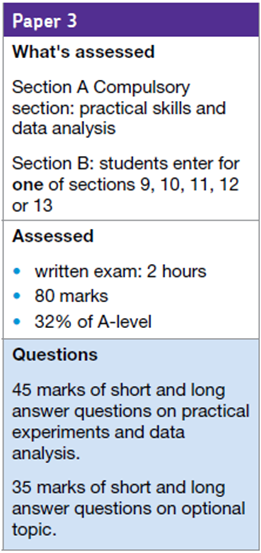 Paper 3
What's assessed
Section A Compulsory
section: practical skills and
data analysis
Section B: students enter for
one of sections 9, 10, 11, 12
or 13
Assessed
• written exam: 2 hours
• 80 marks
• 32% of A-level
Questions
45 marks of short and long
answer questions on practical
experiments and data
analysis.
35 marks of short and long
answer questions on optional
topic.